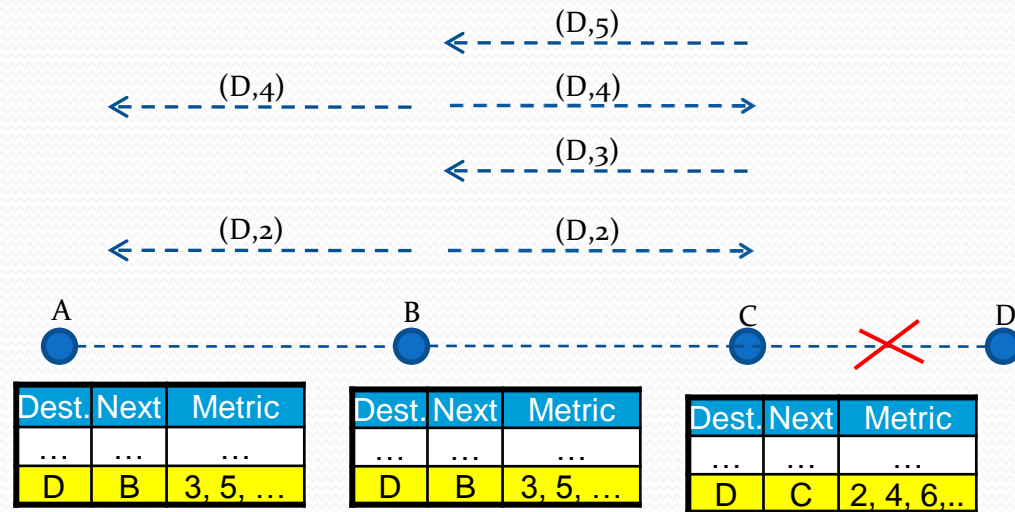 (D,5)
(D,4) (D,4)
(D,3)
(D,2) (D,2)
A B C D
Dest. Next Metric
... ... ...
D B 3, 5, ...
Dest. Next Metric
... ... ...
D B 3, 5, ...
Dest. Next Metric
... ... ...
D C 2, 4, 6,..